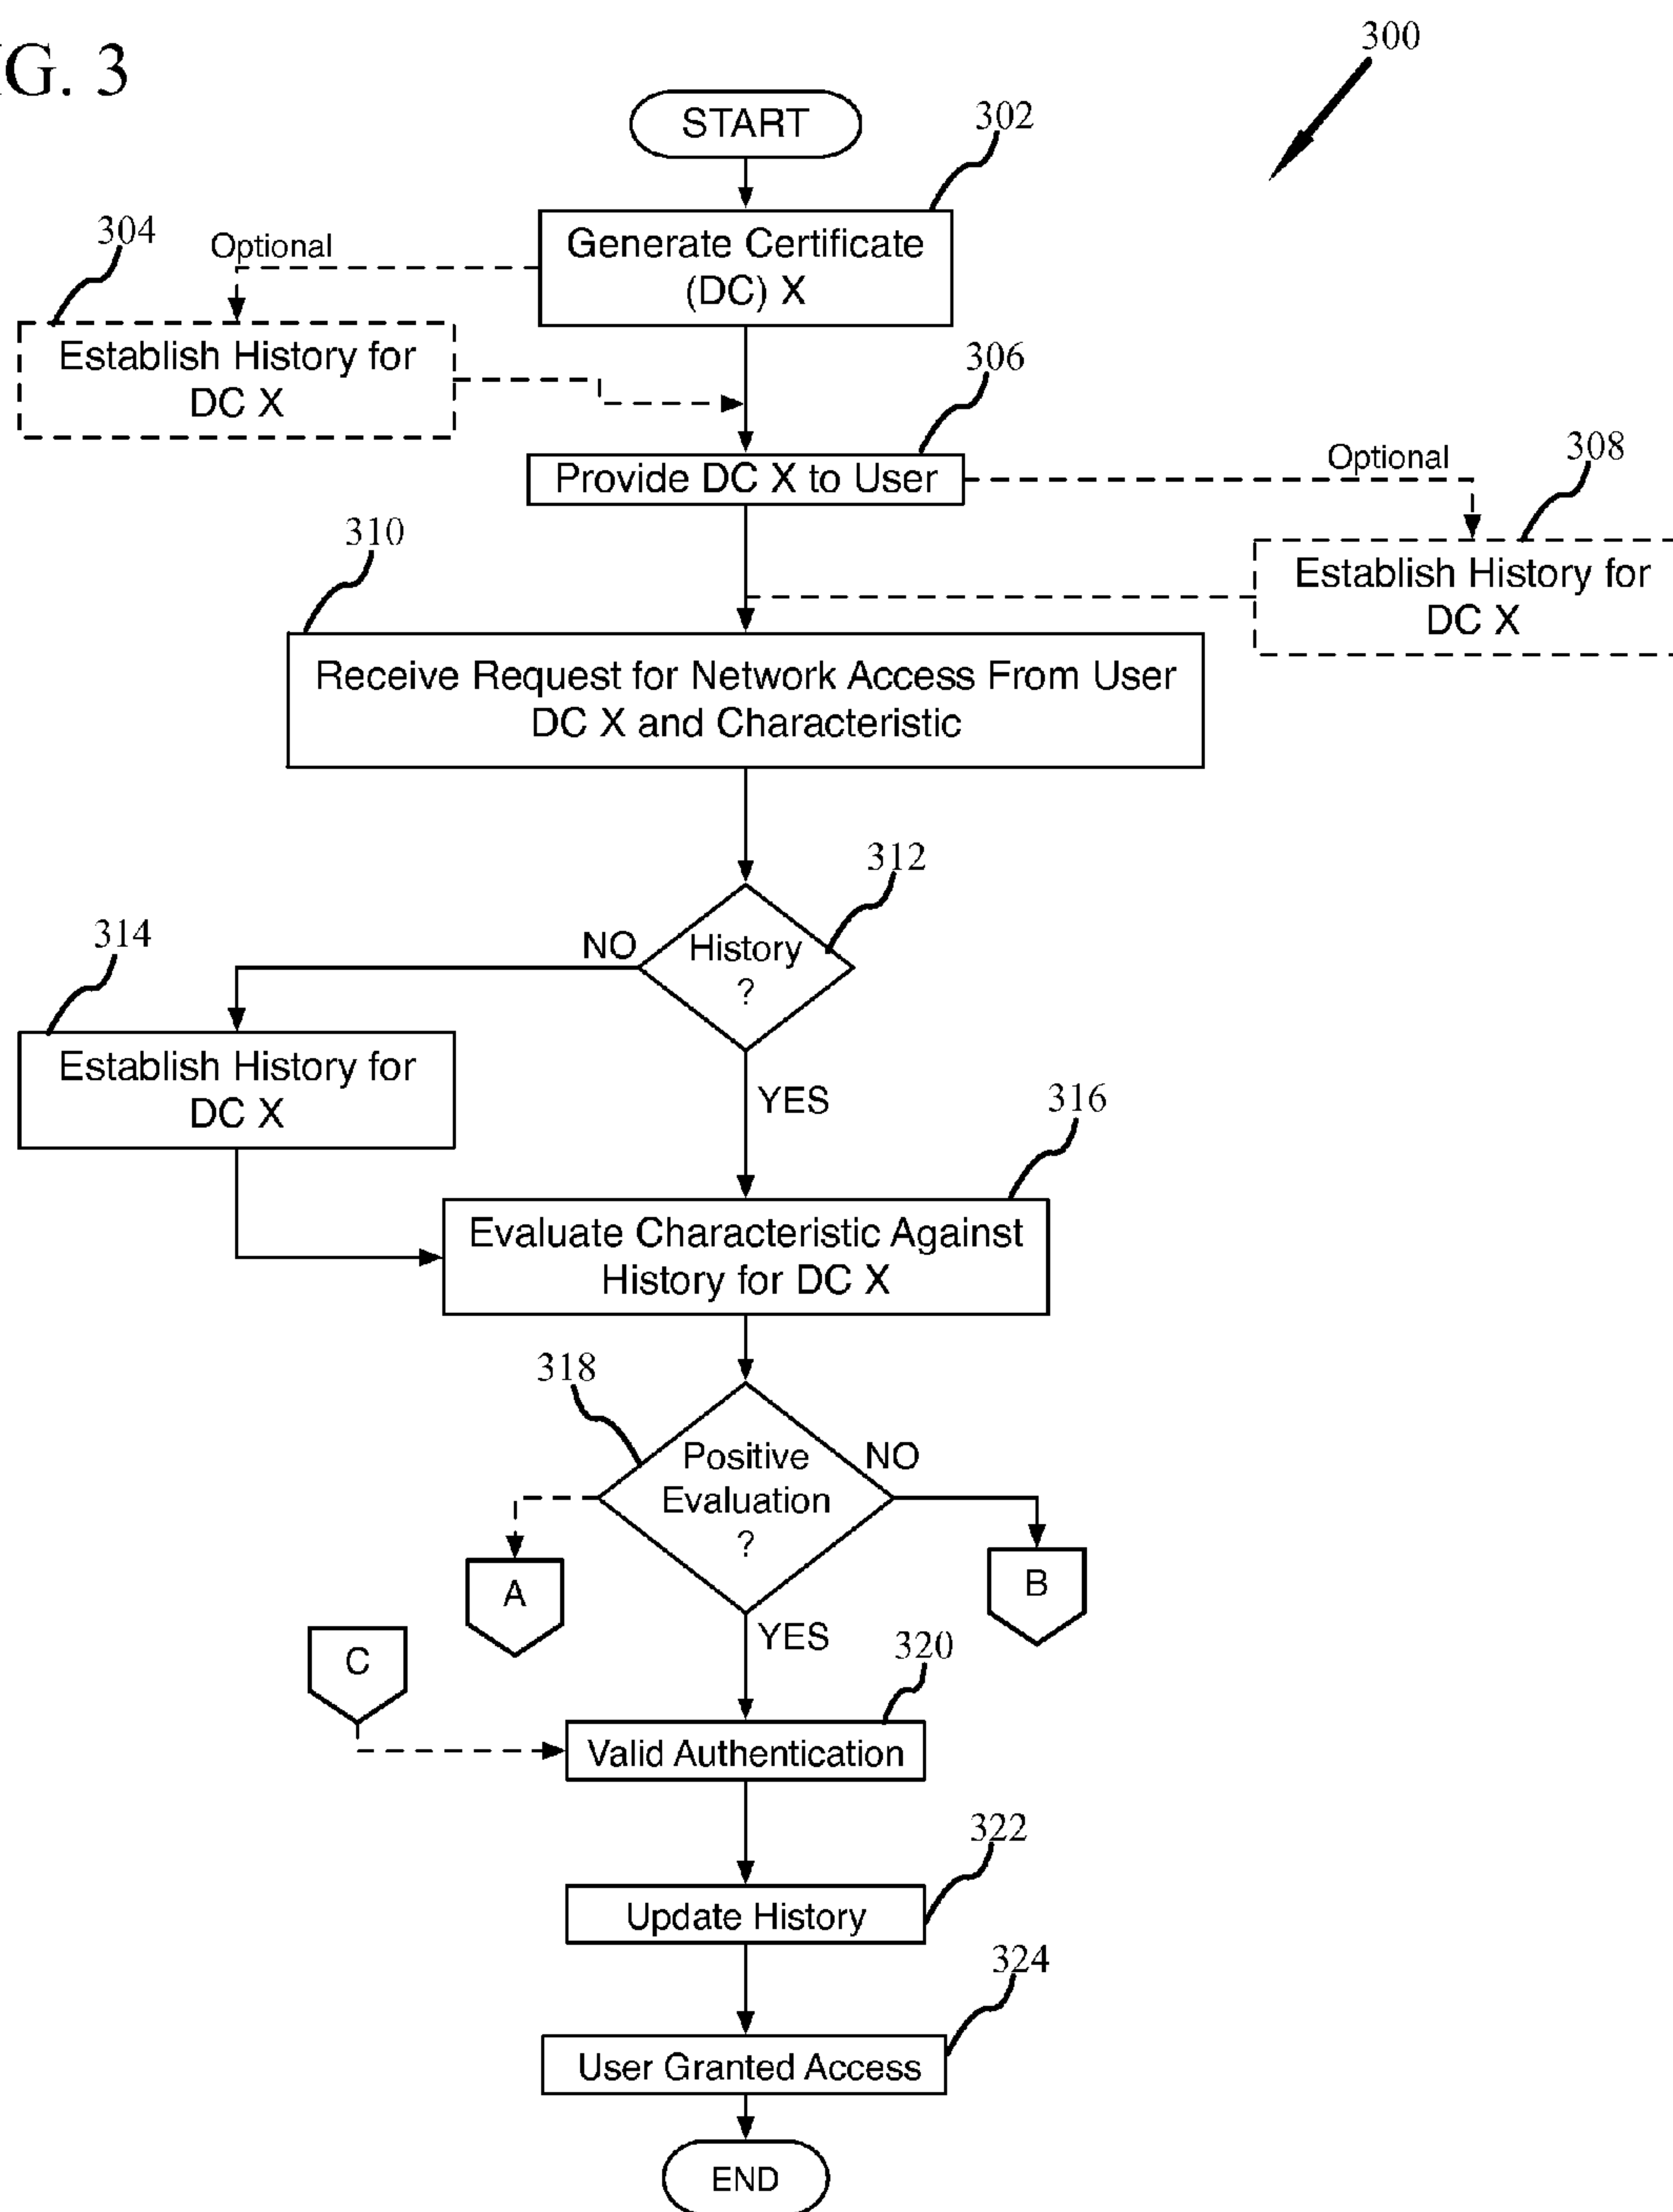 G. 3
300
START
302
304
Optional
Generate Certificate
(DC) X
Establish History for
DC X
306
Provide DC X to User
Optional
308
310
Establish History for
DC X
Receive Request for Network Access From User
DC X and Characteristic
312
314
NO
History
?
Establish History for
DC X
YES
316
Evaluate Characteristic Against
History for DC X
318
Positive
Evaluation
?
NO
A
B
YES
C
320
Valid Authentication
322
Update History
324
User Granted Access
END